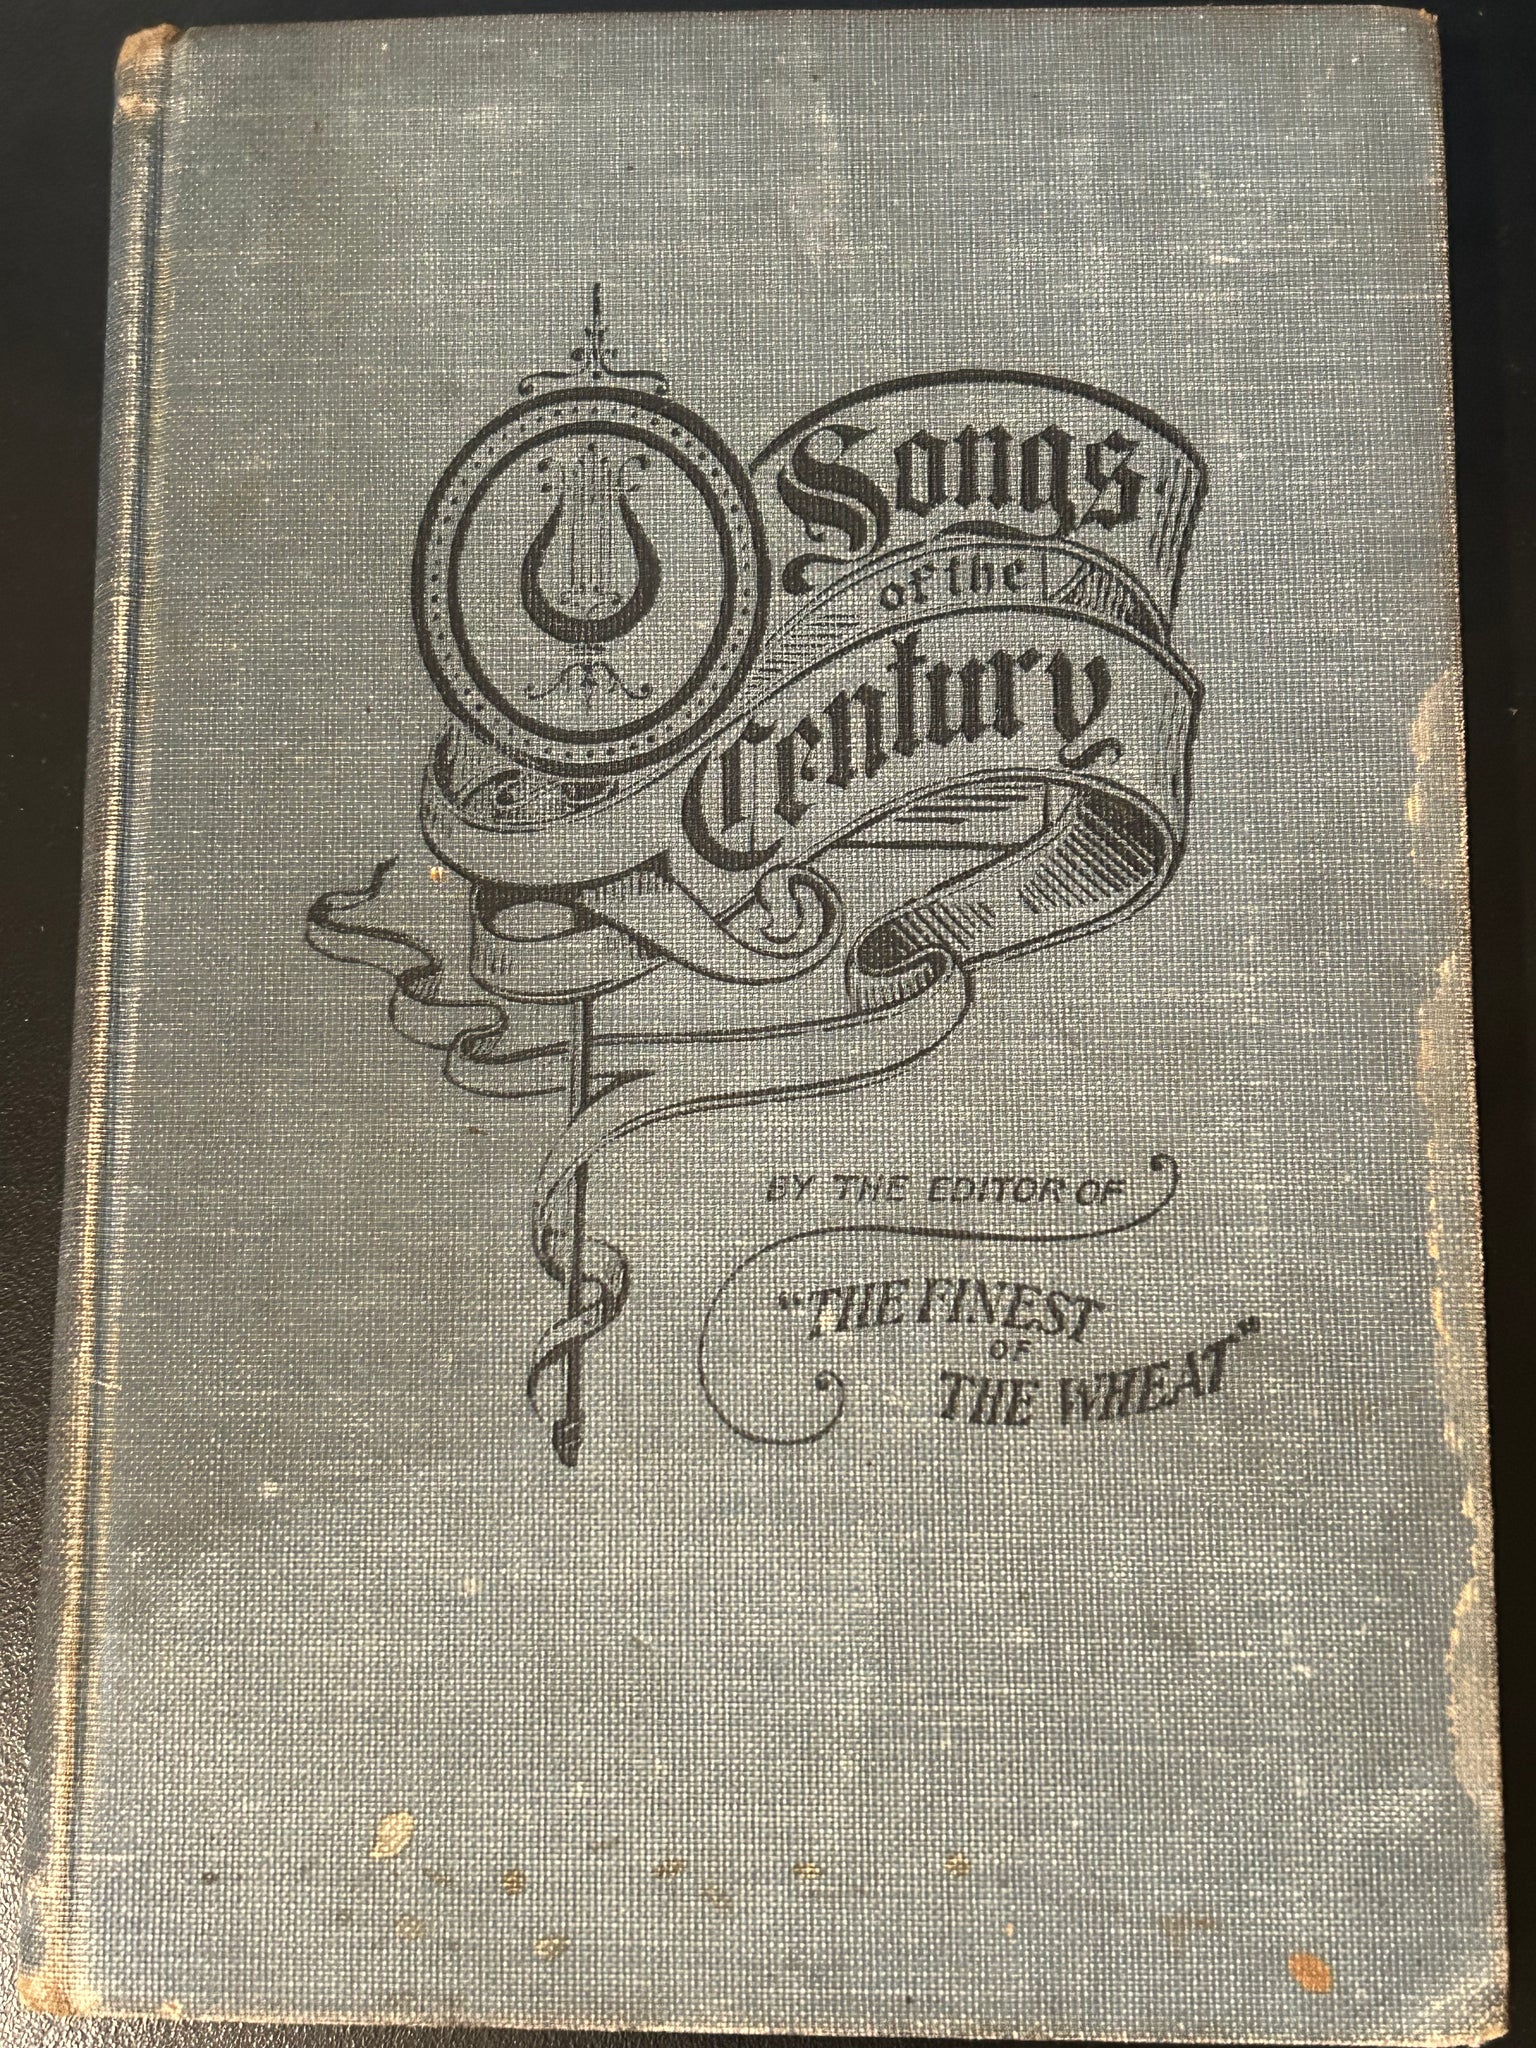 Songs
of the
Century
BY THE EDITOR OF
"THE FINEST
OF
THE WHEAT"